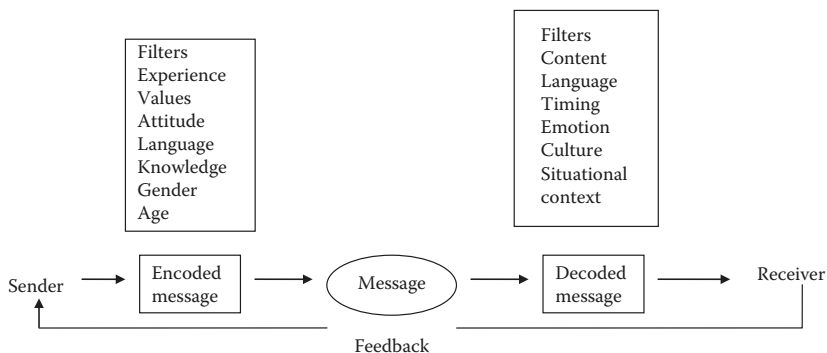 Filters
Experience
Values
Attitude
Language
Knowledge
Gender
Age
Filters
Content
Language
Timing
Emotion
Culture
Situational
context
Sender
Encoded
message
Message
Decoded
message
Receiver
Feedback